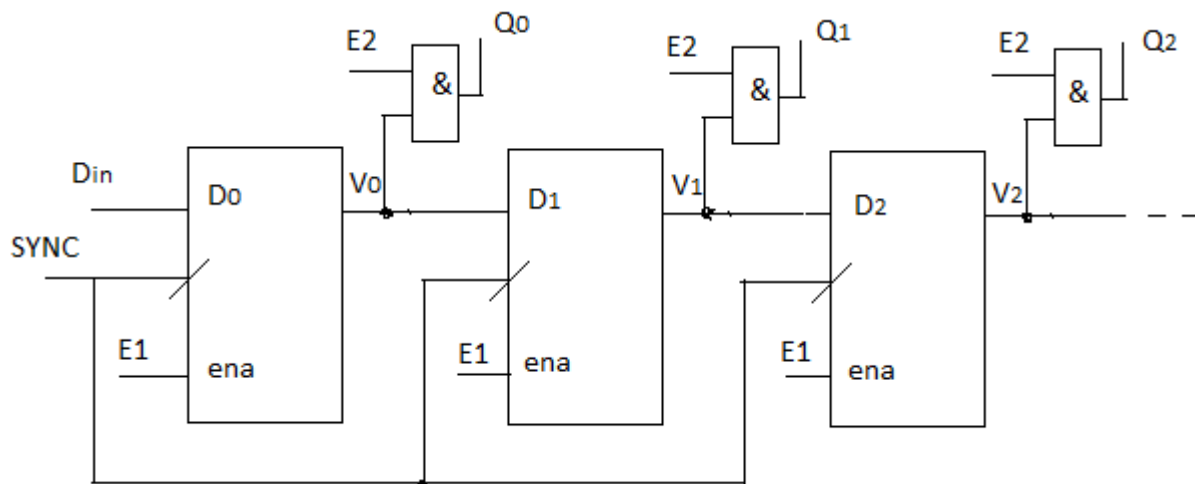 E2 Q0 E2 Q1 E2 Q2
& & &
Din D0 V0 D1 V1 D2 V2
SYNC
E1 ena E1 ena E1 ena